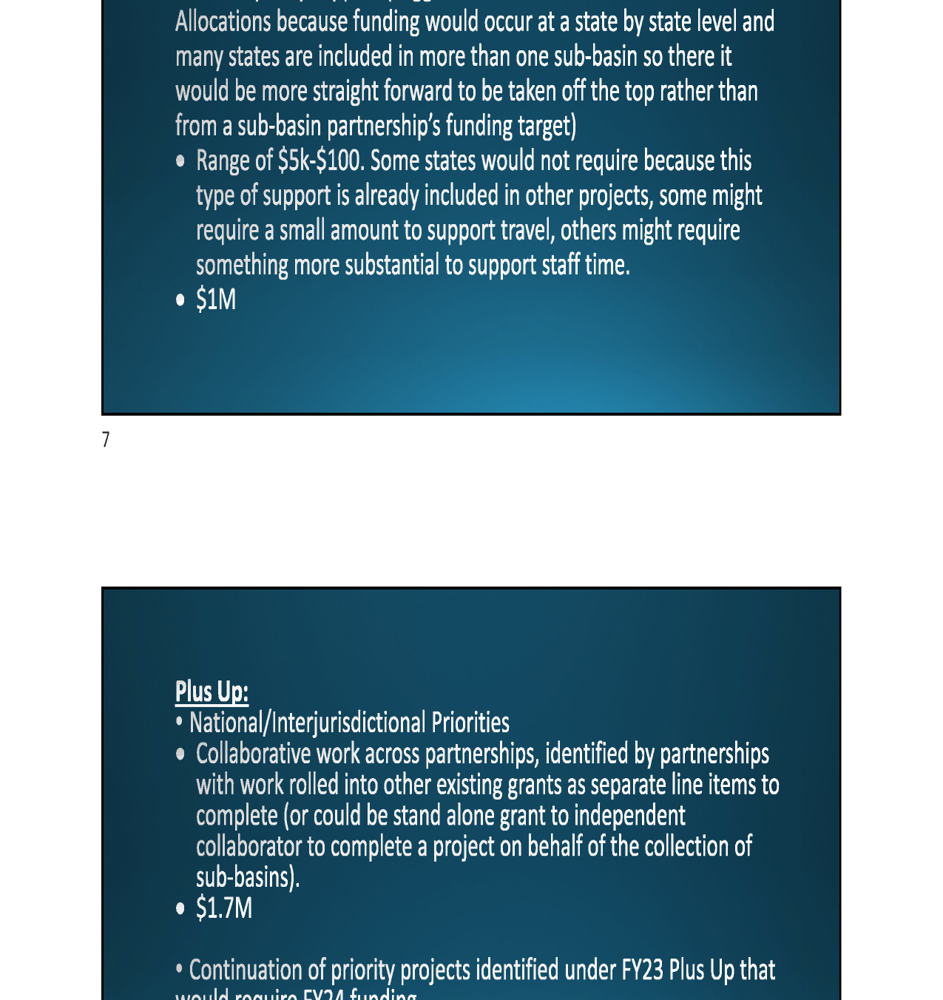 Allocations because funding would occur at a state by state level and
many states are included in more than one sub-basin so there it
would be more straight forward to be taken off the top rather than
from a sub-basin partnership's funding target)
• Range of $5k-$100. Some states would not require because this
type of support is already included in other projects, some might
require a small amount to support travel, others might require
something more substantial to support staff time.
• $1M
7
Plus Up:
• National/Interjurisdictional Priorities
• Collaborative work across partnerships, identified by partnerships
with work rolled into other existing grants as separate line items to
complete (or could be stand alone grant to independent
collaborator to complete a project on behalf of the collection of
sub-basins).
• $1.7M
• Continuation of priority projects identified under FY23 Plus Up that
would require FY24 funding